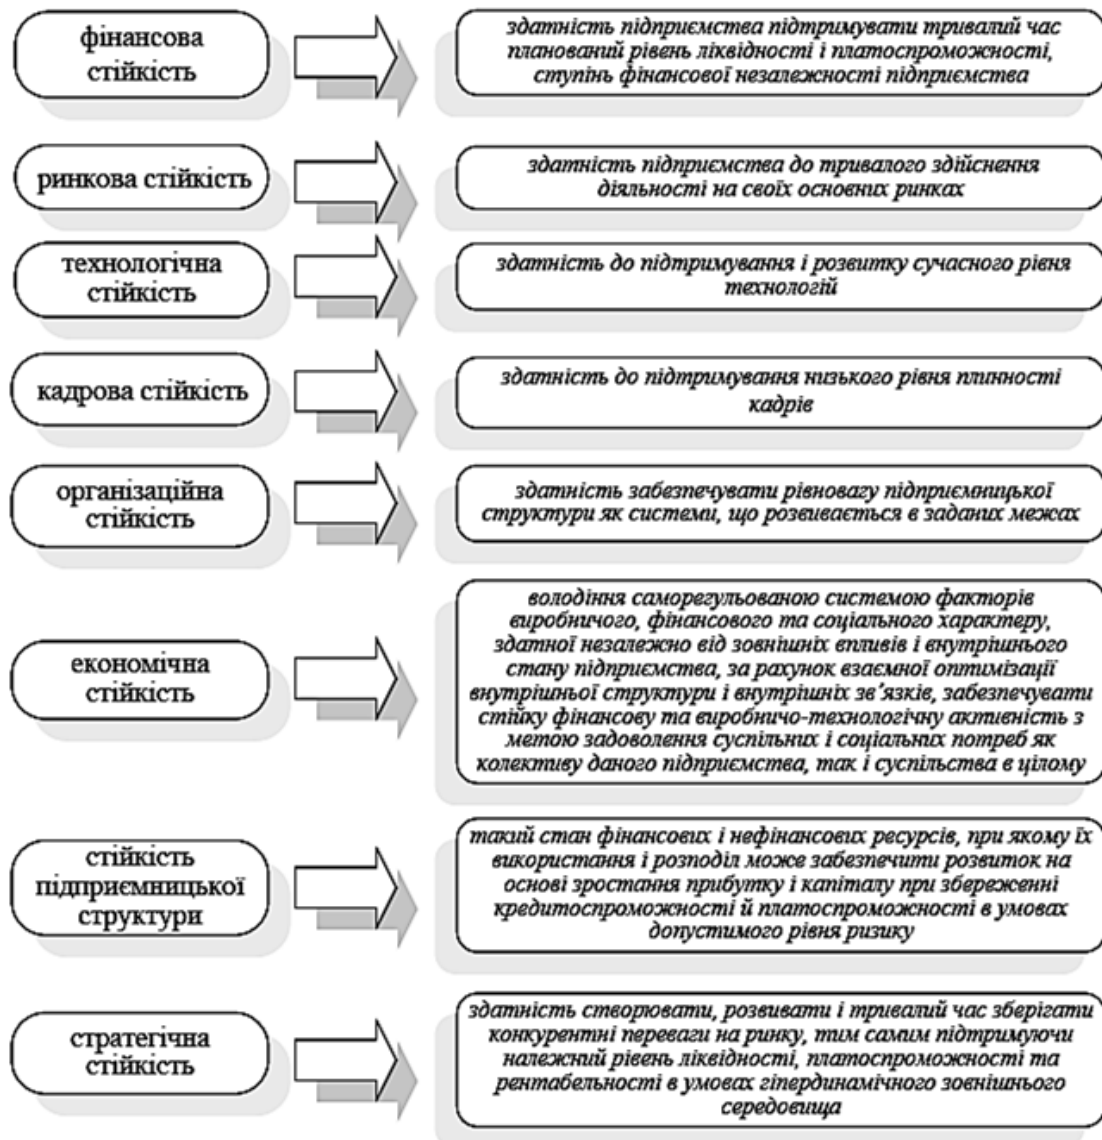 фінансова
стійкість
здатність підприємства підтримувати тривалий час
планований рівень ліквідності і платоспроможності,
ступінь фінансової незалежності підприємства
ринкова стійкість
здатність підприємства до тривалого здійснення
діяльності на своїх основних ринках
технологічна
стійкість
здатність до підтримування і розвитку сучасного рівня
технологій
кадрова стійкість
здатність до підтримування низького рівня плинності
кадрів
організаційна
стійкість
здатність забезпечувати рівновагу підприємницької
структури як системи, що розвивається в заданих межах
економічна
стійкість
володіння саморегульованою системою факторів
виробничого, фінансового та соціального характеру,
здатної незалежно від зовнішніх впливів і внутрішнього
стану підприємства, за рахунок взаємної оптимізації
внутрішньої структури і внутрішніх зв’язків, забезпечувати
стійку фінансову та виробничо-технологічну активність з
метою задоволення суспільних і соціальних потреб як
колективу даного підприємства, так і суспільства в цілому
стійкість
підприємницької
структури
такий стан фінансових і нефінансових ресурсів, при якому їх
використання і розподіл може забезпечити розвиток на
основі зростання прибутку і капіталу при збереженні
кредитоспроможності й платоспроможності в умовах
допустимого рівня ризику
стратегічна
стійкість
здатність створювати, розвивати і тривалий час зберігати
конкурентні переваги на ринку, тим самим підтримуючи
належний рівень ліквідності, платоспроможності та
рентабельності в умовах гіпердинамічного зовнішнього
середовища